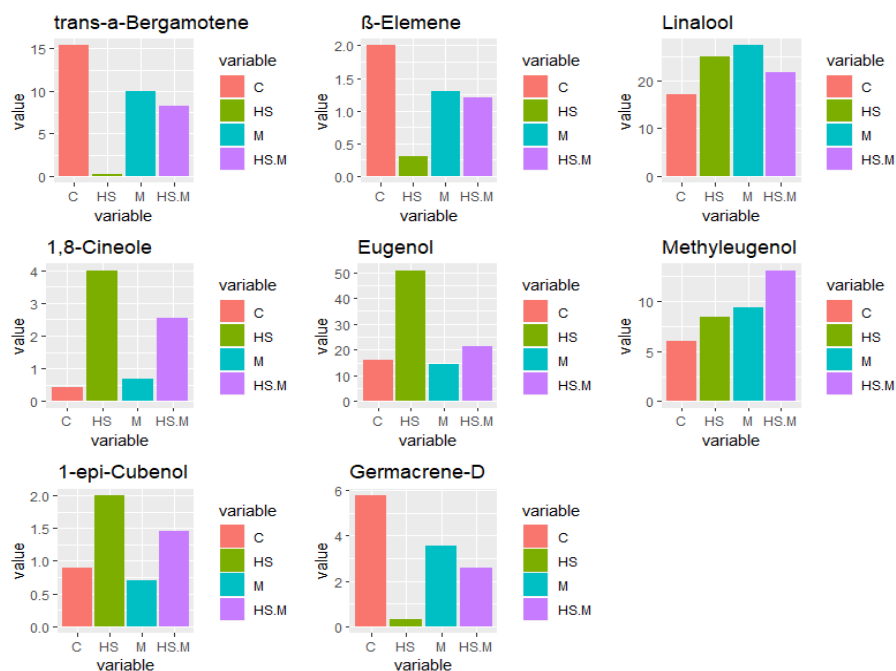 trans-a-Bergamotene
value
15
10
5
0
C HS M HS.M
variable
variable
C
HS
M
HS.M
ß-Elemene
value
2.0
1.5
1.0
0.5
0.0
C HS M HS.M
variable
variable
C
HS
M
HS.M
Linalool
value
20
10
0
C HS M HS.M
variable
variable
C
HS
M
HS.M
1,8-Cineole
value
4
3
2
1
0
C HS M HS.M
variable
variable
C
HS
M
HS.M
Eugenol
value
50
40
30
20
10
0
C HS M HS.M
variable
variable
C
HS
M
HS.M
Methyleugenol
value
10
5
0
C HS M HS.M
variable
variable
C
HS
M
HS.M
1-epi-Cubenol
value
2.0
1.5
1.0
0.5
0.0
C HS M HS.M
variable
variable
C
HS
M
HS.M
Germacrene-D
value
6
4
2
0
C HS M HS.M
variable
variable
C
HS
M
HS.M